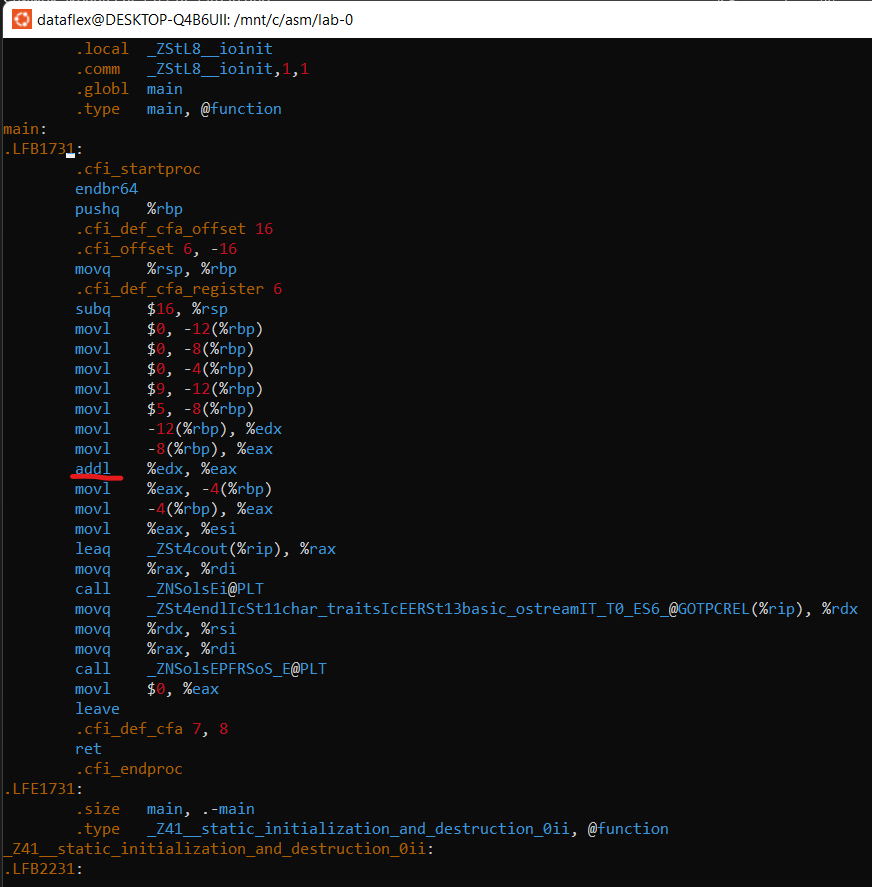 dataflex@DESKTOP-Q4B6UII: /mnt/c/asm/lab-0
.local _ZStL8__ioinit
.comm _ZStL8__ioinit,1,1
.globl main
.type main, @function
main:
.LFB1731:
.cfi_startproc
endbr64
pushq %rbp
.cfi_def_cfa_offset 16
.cfi_offset 6, -16
movq %rsp, %rbp
.cfi_def_cfa_register 6
subq $16, %rsp
movl $0, -12(%rbp)
movl $0, -8(%rbp)
movl $0, -4(%rbp)
movl $9, -12(%rbp)
movl $5, -8(%rbp)
movl -12(%rbp), %edx
movl -8(%rbp), %eax
addl %edx, %eax
movl %eax, -4(%rbp)
movl -4(%rbp), %eax
movl %eax, %esi
leaq _ZSt4cout(%rip), %rax
movq %rax, %rdi
call _ZNSolsEi@PLT
movq _ZSt4endlIcSt11char_traitsIcEERSt13basic_ostreamIT_T0_ES6_@GOTPCREL(%rip), %rdx
movq %rdx, %rsi
movq %rax, %rdi
call _ZNSolsEPFRSoS_E@PLT
movl $0, %eax
leave
.cfi_def_cfa 7, 8
ret
.cfi_endproc
.LFE1731:
.size main, .-main
.type _Z41__static_initialization_and_destruction_0ii, @function
_Z41__static_initialization_and_destruction_0ii:
.LFB2231: